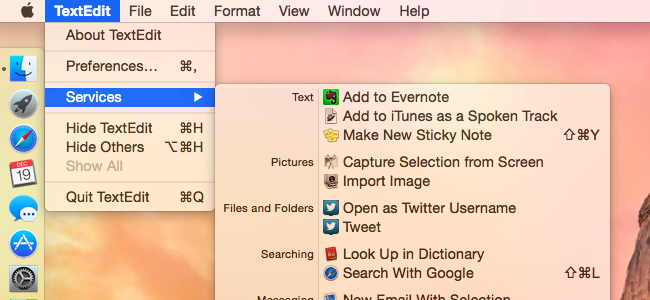 TextEdit File Edit Format View Window Help
About TextEdit
Preferences… ⌘,
Services ▶
Hide TextEdit ⌘H
Hide Others ⌥⌘H
Show All
Quit TextEdit ⌘Q
Text Add to Evernote
Add to iTunes as a Spoken Track
Make New Sticky Note ⇧⌘Y
Pictures Capture Selection from Screen
Import Image
Files and Folders Open as Twitter Username
Tweet
Searching Look Up in Dictionary
Search With Google ⇧⌘L
Messaging New Email With Selection
DEC
19